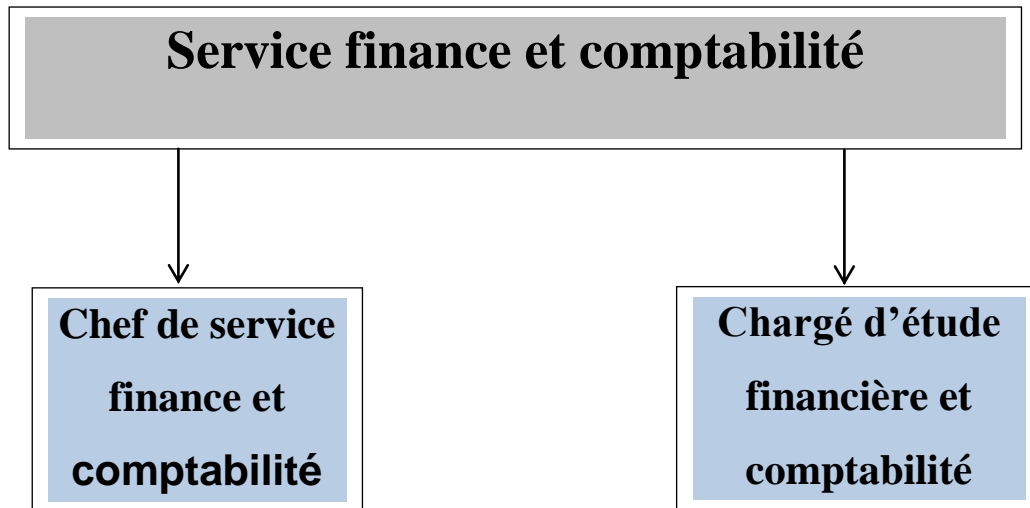 Service finance et comptabilité
Chef de service
finance et
comptabilité
Chargé d’étude
financière et
comptabilité